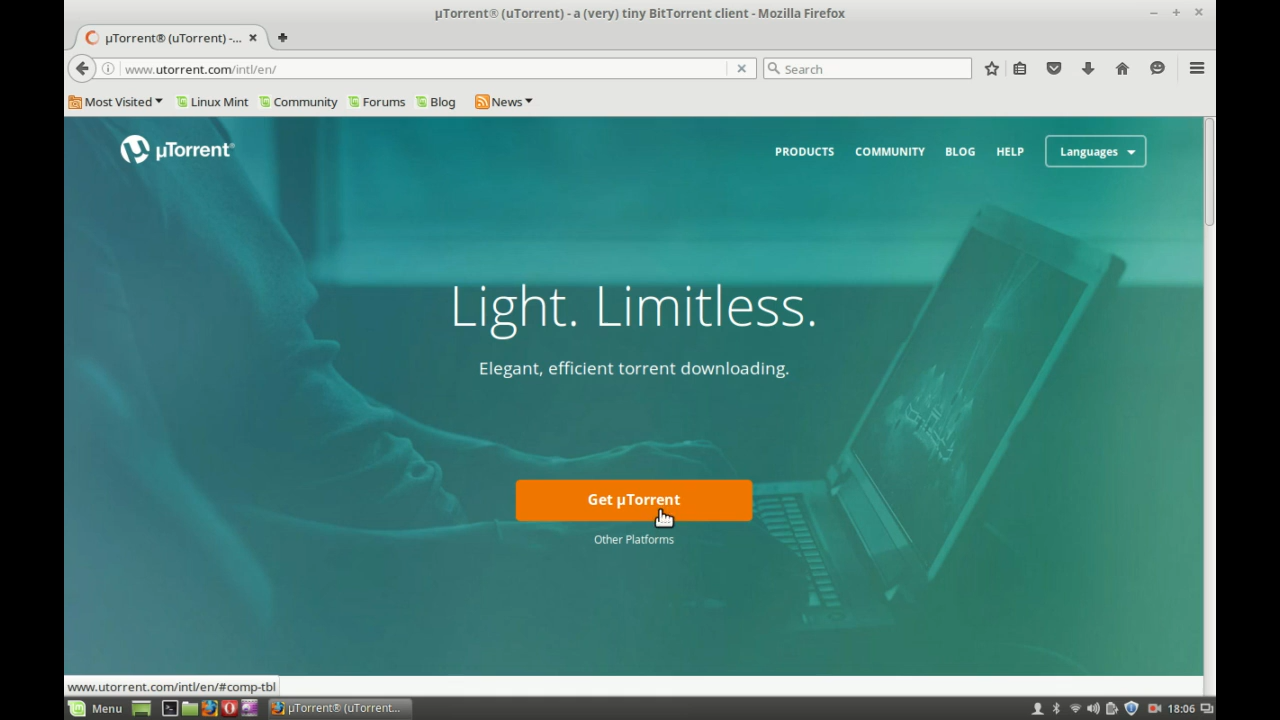 µTorrent® (uTorrent) - a (very) tiny BitTorrent client - Mozilla Firefox
µTorrent® (uTorrent) -...
www.utorrent.com/intl/en/
Search
Most Visited
Linux Mint
Community
Forums
Blog
News
µTorrent®
PRODUCTS
COMMUNITY
BLOG
HELP
Languages
Light. Limitless.
Elegant, efficient torrent downloading.
Get µTorrent
Other Platforms
www.utorrent.com/intl/en/#comp-tbl
Menu
µTorrent® (uTorrent...
18:06